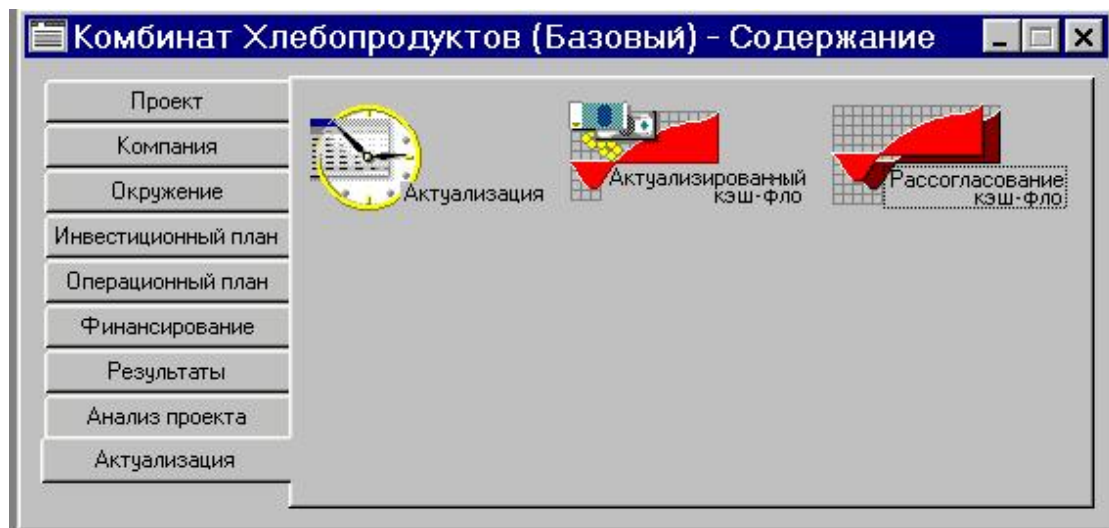 Комбинат Хлебопродуктов (Базовый) - Содержание
Проект
Компания
Окружение
Инвестиционный план
Операционный план
Финансирование
Результаты
Анализ проекта
Актуализация
Актуализация
Актуализированный
кэш-фло
Рассогласование
кэш-фло